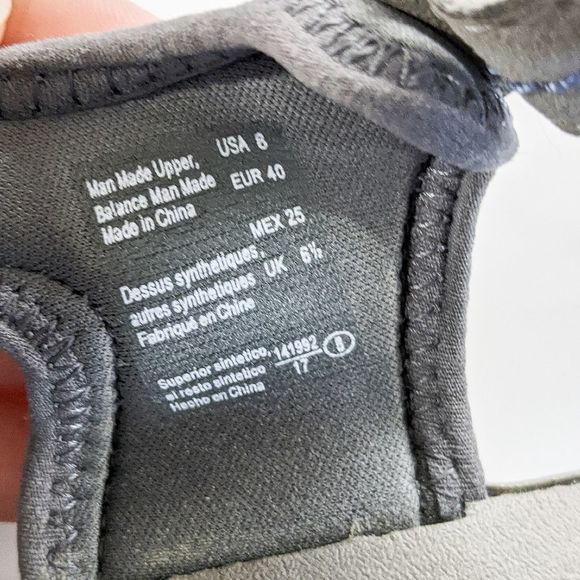 Man Made Upper,
Balance Man Made
Made in China
USA 8
EUR 40
Dessus synthetiques,
autres synthetiques
Fabriqué en China
MEX 25
UK 6½
Superior sintetico,
el resto sintetico
Hecho en China
141992
17
8